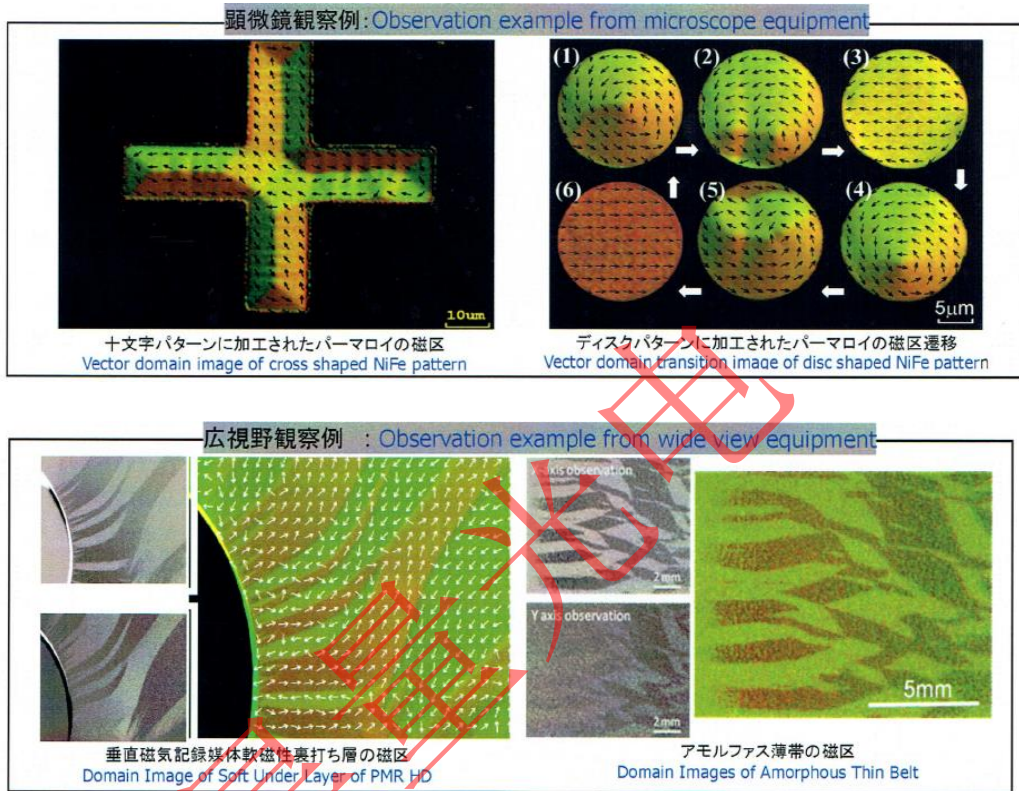 顕微鏡観察例:Observation example from microscope equipment
(1)
(2)
(3)
(6)
(5)
(4)
10um
5μm
十文字パターンに加工されたパーマロイの磁区
Vector domain image of cross shaped NiFe pattern
ディスクパターンに加工されたパーマロイの磁区遷移
Vector domain transition image of disc shaped NiFe pattern
広視野観察例 : Observation example from wide view equipment
axis observation
2mm
Y axis observation
2mm
5mm
垂直磁気記録媒体軟磁性裏打ち層の磁区
Domain Image of Soft Under Layer of PMR HD
アモルファス薄帯の磁区
Domain Images of Amorphous Thin Belt
光电